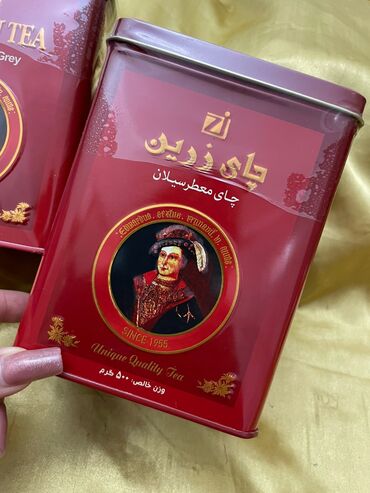 TEA
Grey
چای زرین
چای معطر سیلان
SINCE 1955
Unique Quality Tea
وزن خالص: ۵۰۰ گرم